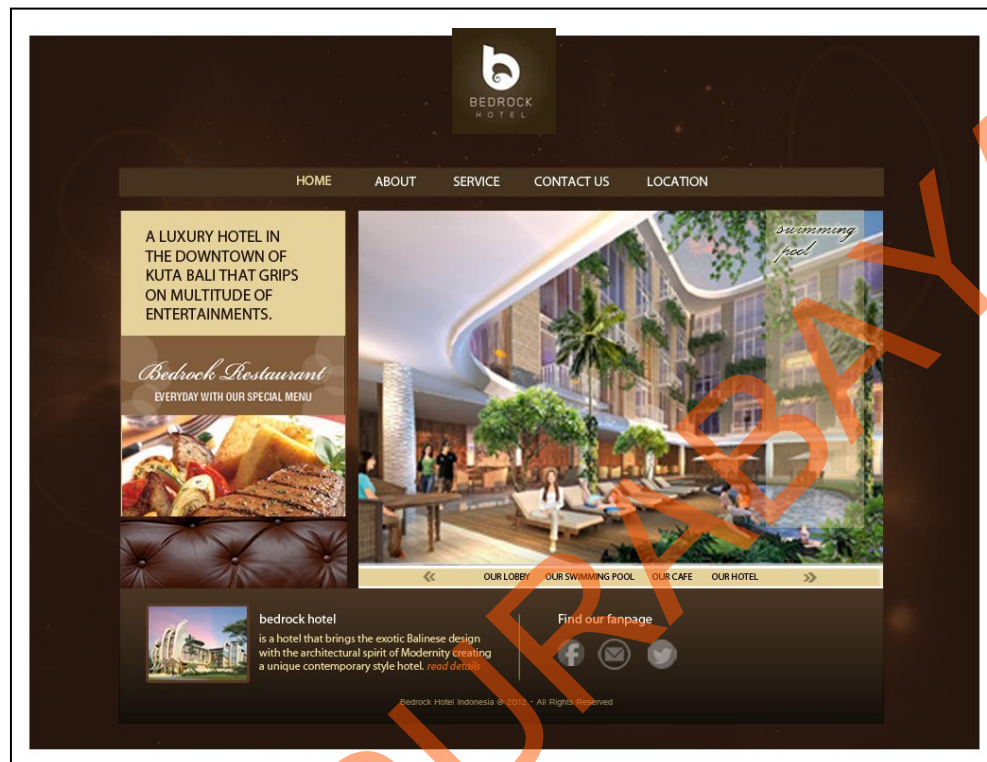 b
BEDROCK
HOTEL
HOME ABOUT SERVICE CONTACT US LOCATION
A LUXURY HOTEL IN
THE DOWNTOWN OF
KUTA BALI THAT GRIPS
ON MULTITUDE OF
ENTERTAINMENTS.
Bedrock Restaurant
EVERYDAY WITH OUR SPECIAL MENU
swimming
pool
« OUR LOBBY OUR SWIMMING POOL OUR CAFE OUR HOTEL »
bedrock hotel
is a hotel that brings the exotic Balinese design
with the architectural spirit of Modernity creating
a unique contemporary style hotel. read details
Find our fanpage
f
Bedrock Hotel Indonesia © 2012 - All Rights Reserved
URABAY